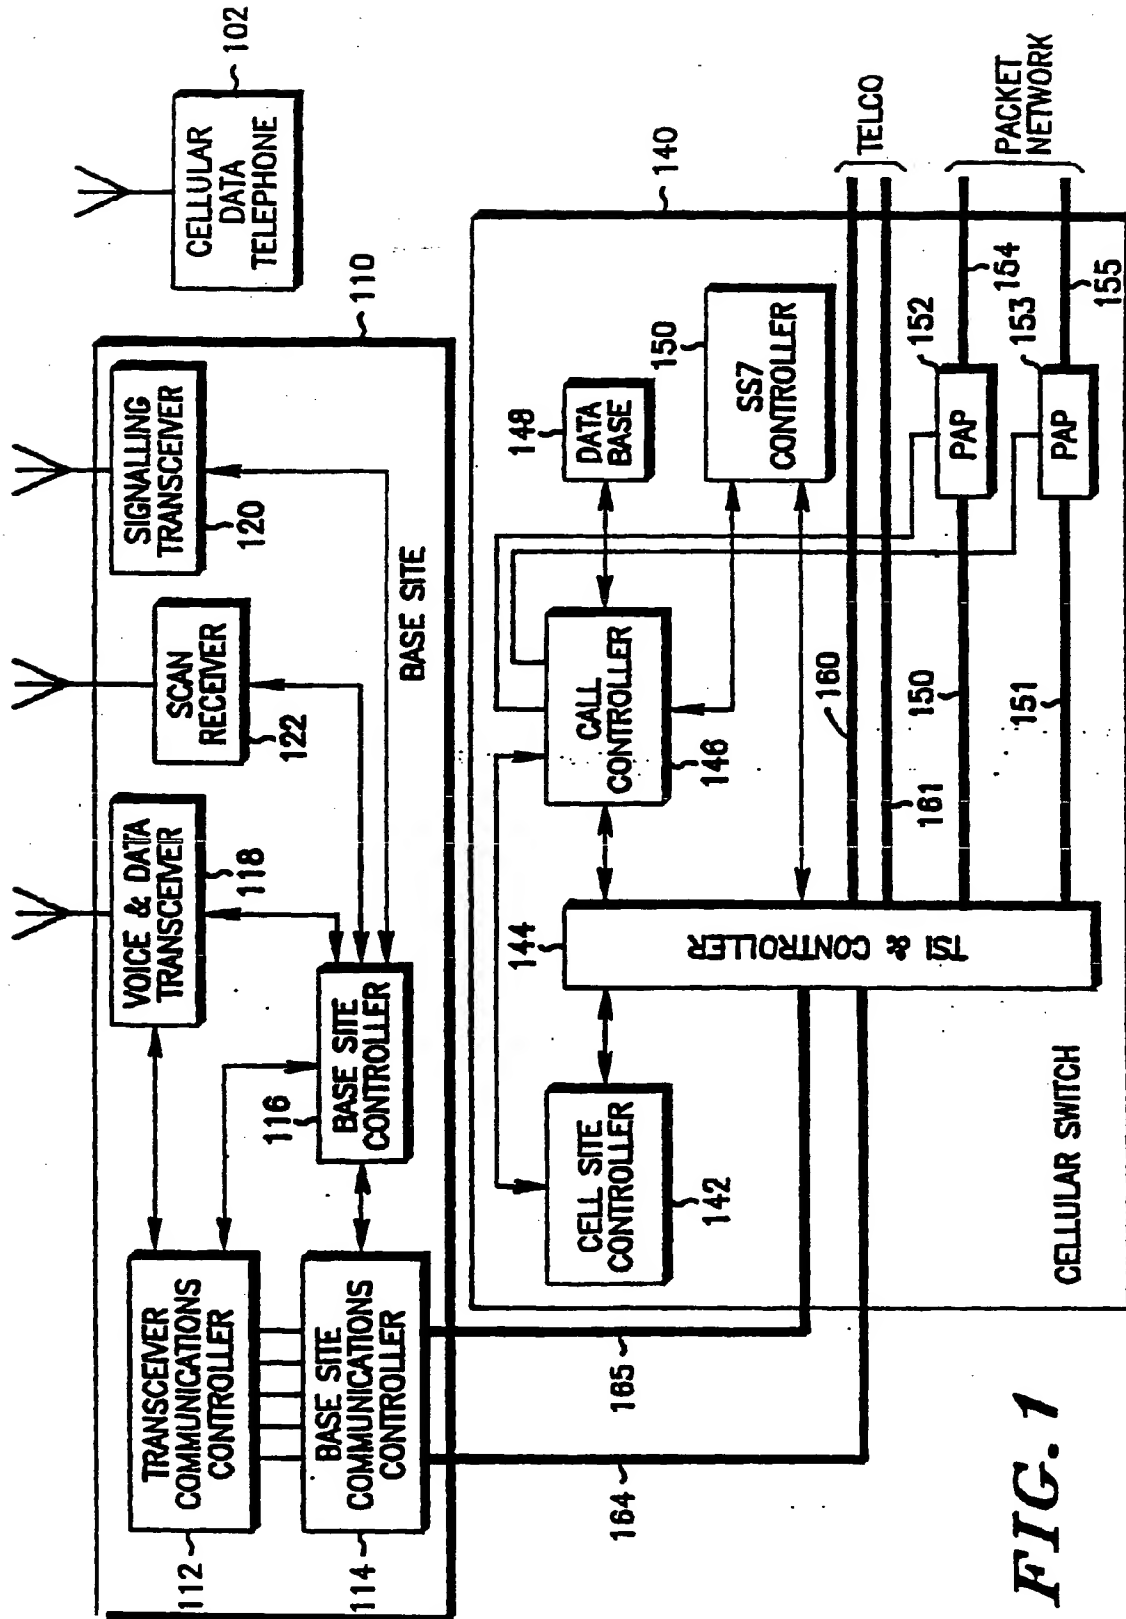 102
CELLULAR
DATA
TELEPHONE
110
SIGNALLING
TRANSCEIVER
120
SCAN
RECEIVER
122
VOICE & DATA
TRANSCEIVER
118
BASE SITE
BASE SITE
CONTROLLER
116
TRANSCEIVER
COMMUNICATIONS
CONTROLLER
112
BASE SITE
COMMUNICATIONS
CONTROLLER
114
164
165
140
CELL SITE
CONTROLLER
142
144
TSI & CONTROLLER
CALL
CONTROLLER
146
148
DATA
BASE
150
SS7
CONTROLLER
160
161
TELCO
150
151
152
PAP
153
PAP
154
155
PACKET
NETWORK
CELLULAR SWITCH
FIG. 1